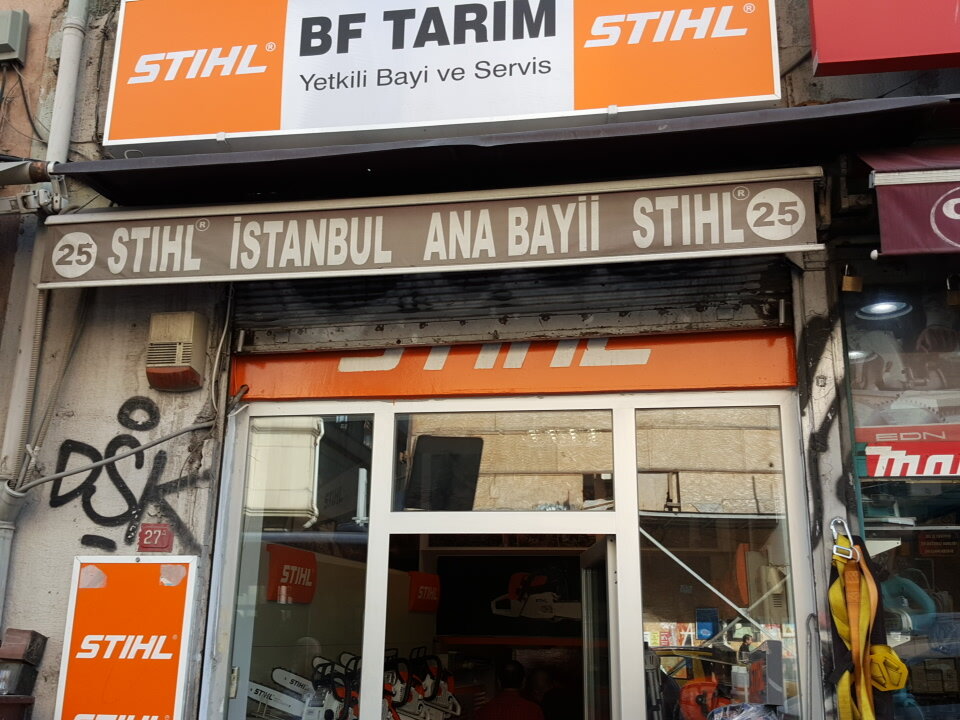 STIHL®
BF TARIM
Yetkili Bayi ve Servis
STIHL®
25 STIHL® İSTANBUL ANA BAYİİ STIHL® 25
STIHL
DSK
27
STIHL
STIHL
STIHL
STIHL
EDN